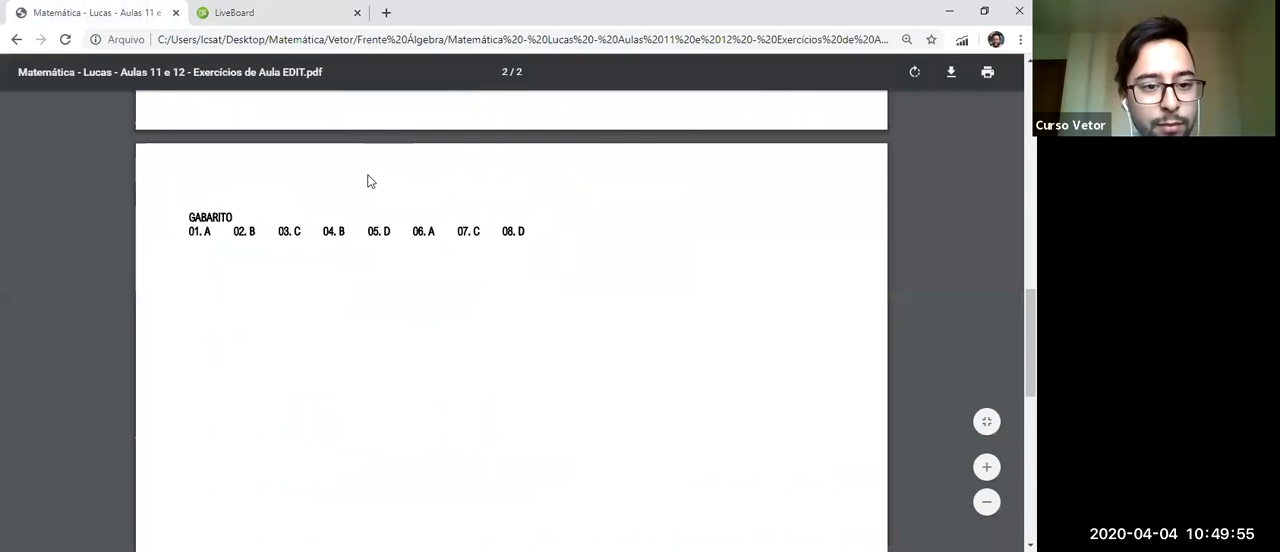 Matemática - Lucas - Aulas 11 e
LiveBoard
Arquivo
C:/Users/lcsat/Desktop/Matemática/Vetor/Frente%20Álgebra/Matemática%20-%20Lucas%20-%20Aulas%2011%20e%2012%20-%20Exercícios%20de%20A...
Matemática - Lucas - Aulas 11 e 12 - Exercícios de Aula EDIT.pdf
2 / 2
Curso Vetor
GABARITO
01. A 02. B 03. C 04. B 05. D 06. A 07. C 08. D
2020-04-04 10:49:55